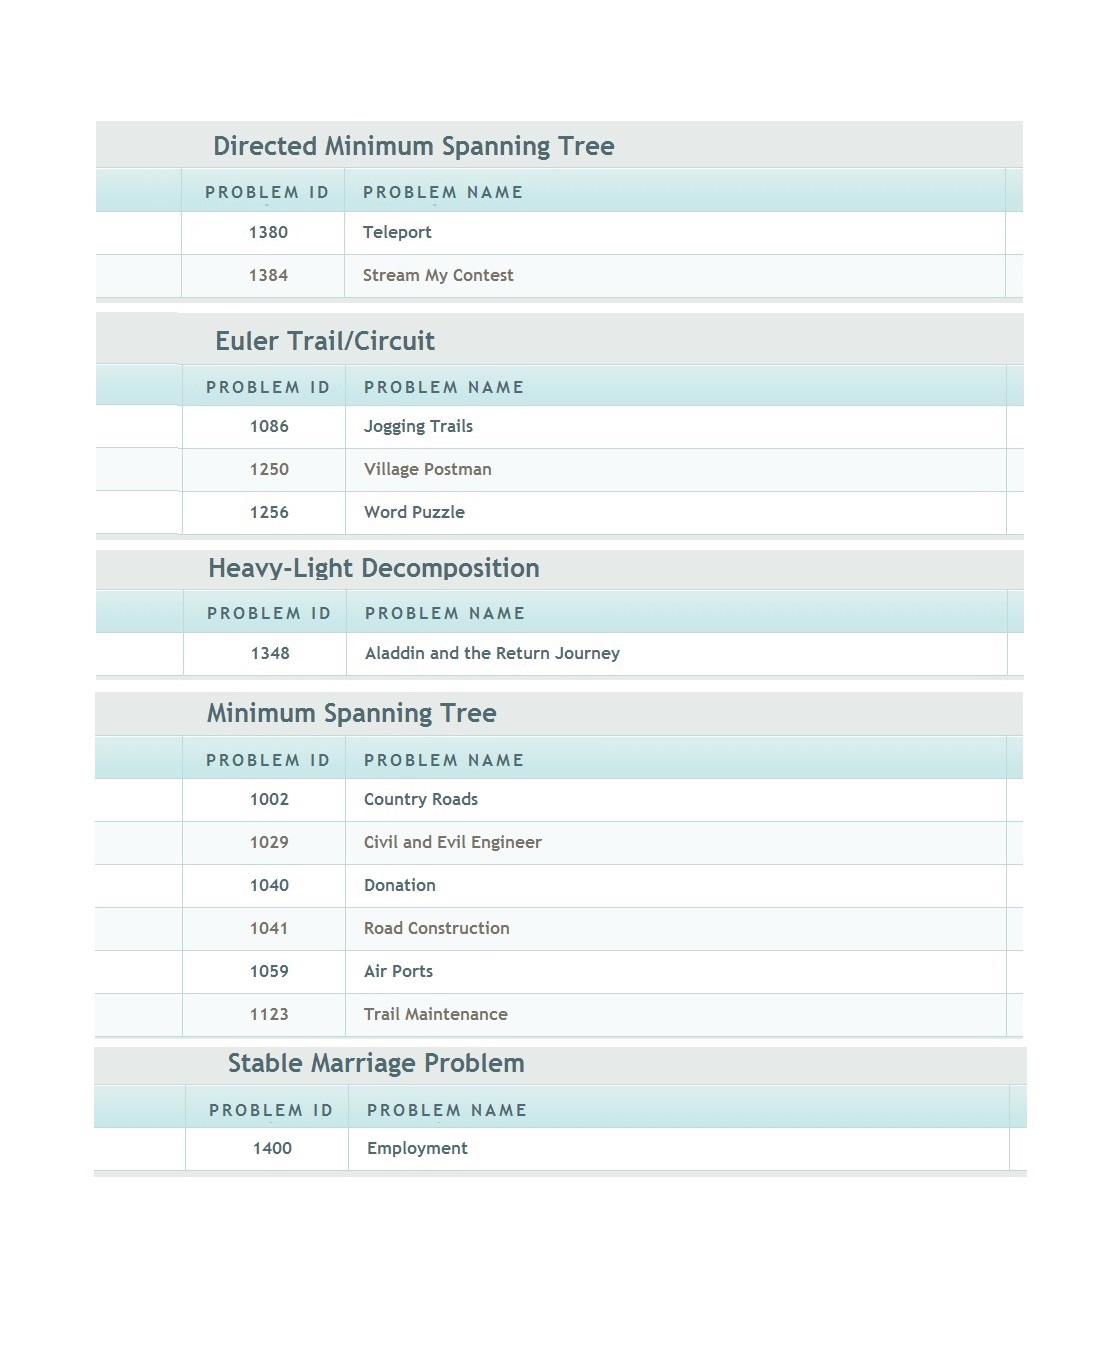 Directed Minimum Spanning Tree
PROBLEM ID PROBLEM NAME
1380 Teleport
1384 Stream My Contest
Euler Trail/Circuit
PROBLEM ID PROBLEM NAME
1086 Jogging Trails
1250 Village Postman
1256 Word Puzzle
Heavy-Light Decomposition
PROBLEM ID PROBLEM NAME
1348 Aladdin and the Return Journey
Minimum Spanning Tree
PROBLEM ID PROBLEM NAME
1002 Country Roads
1029 Civil and Evil Engineer
1040 Donation
1041 Road Construction
1059 Air Ports
1123 Trail Maintenance
Stable Marriage Problem
PROBLEM ID PROBLEM NAME
1400 Employment